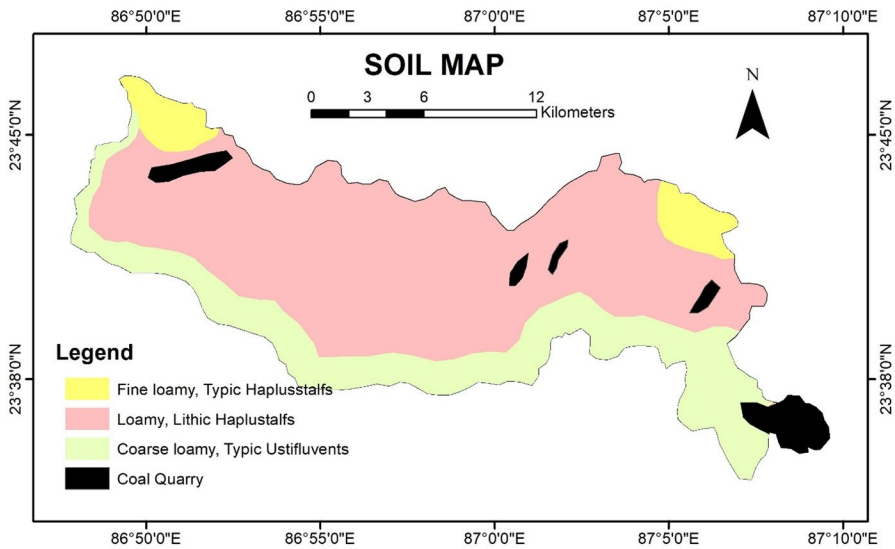 86°50'0"E 86°55'0"E 87°0'0"E 87°5'0"E 87°10'0"E
SOIL MAP
N
0 3 6 12
Kilometers
23°45'0"N
23°45'0"N
Legend
23°38'0"N
23°38'0"N
Fine loamy, Typic Haplusstalfs
Loamy, Lithic Haplustalfs
Coarse loamy, Typic Ustifluvents
Coal Quarry
86°50'0"E 86°55'0"E 87°0'0"E 87°5'0"E 87°10'0"E